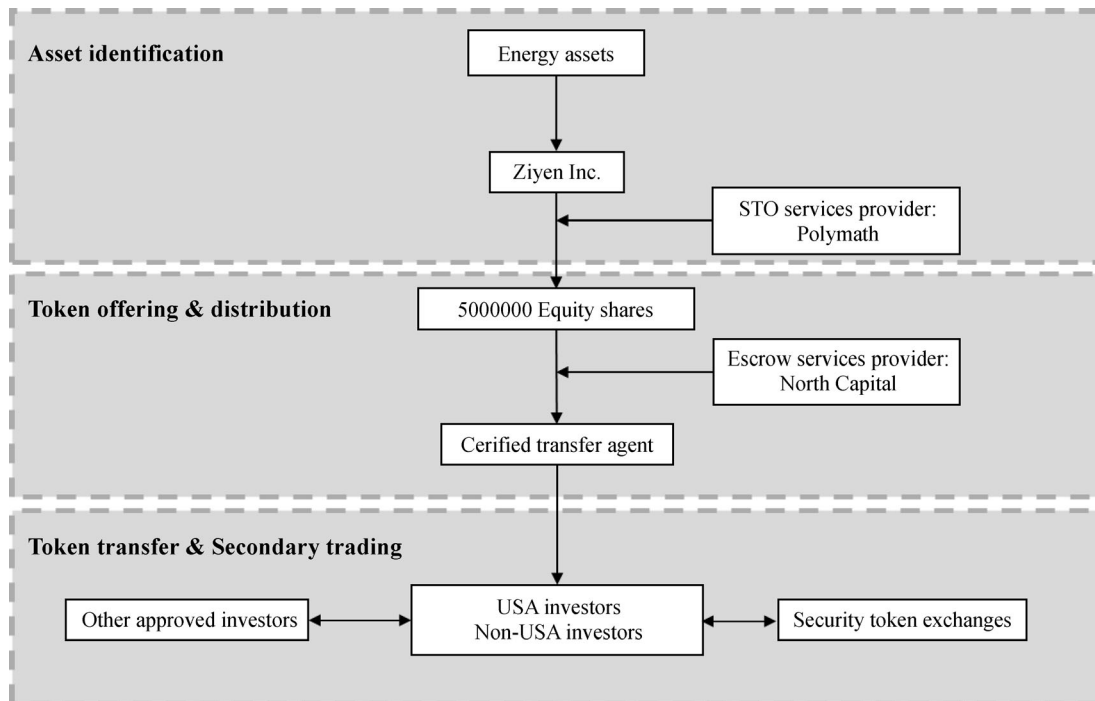 Asset identification
Energy assets
Ziyen Inc.
STO services provider:
Polymath
Token offering & distribution
5000000 Equity shares
Escrow services provider:
North Capital
Cerified transfer agent
Token transfer & Secondary trading
Other approved investors
USA investors
Non-USA investors
Security token exchanges